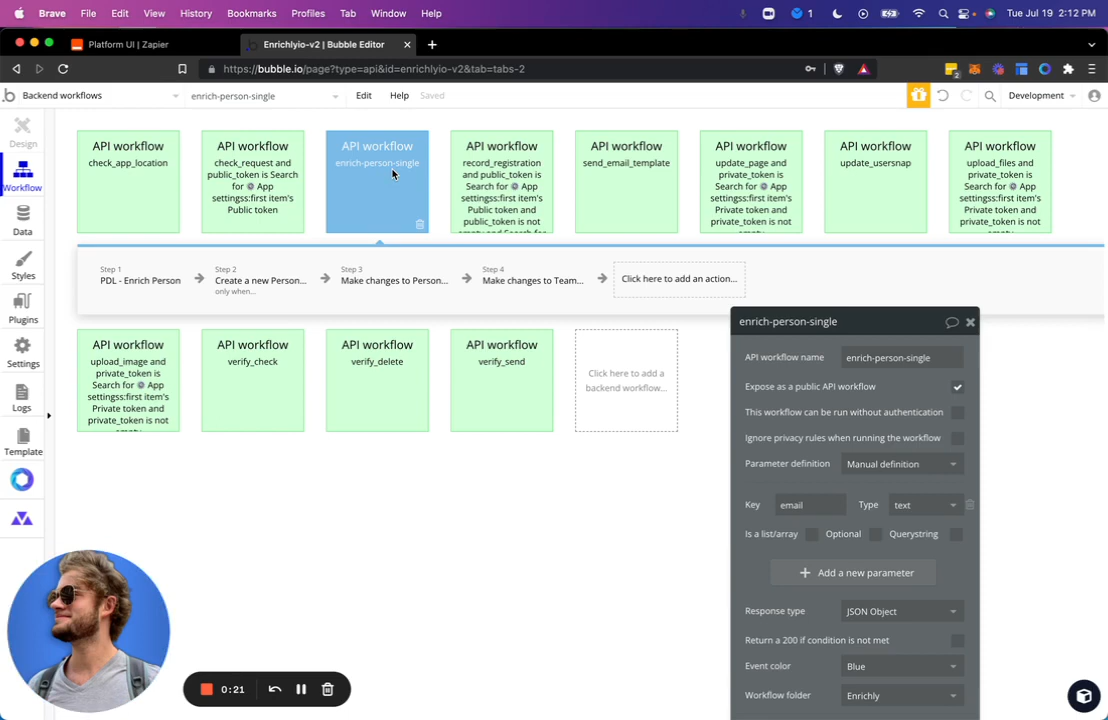 Brave File Edit View History Bookmarks Profiles Tab Window Help 1 Tue Jul 19 2:12 PM
Platform UI | Zapier
Enrichlyio-v2 | Bubble Editor
https://bubble.io/page?type=api&id=enrichlyio-v2&tab=tabs-2
2
Backend workflows
enrich-person-single
Edit
Help
Saved
Development
Design
Workflow
Data
Styles
Plugins
Settings
Logs
Template
API workflow
check_app_location
API workflow
check_request and
public_token is Search
for App
settingss:first item's
Public token
API workflow
enrich-person-single
API workflow
record_registration
and public_token is
Search for App
settingss:first item's
Public token is not
API workflow
send_email_template
API workflow
update_page and
private_token is
Search for App
settingss:first item's
Private token and
private_token is not
API workflow
update_usersnap
API workflow
upload_files and
private_token is
Search for App
settingss:first item's
Private token and
private_token is not
Step 1
PDL - Enrich Person
Step 2
Create a new Person...
only when...
Step 3
Make changes to Person...
Step 4
Make changes to Team...
Click here to add an action...
API workflow
upload_image and
private_token is
Search for App
settingss:first item's
Private token and
private_token is not
API workflow
verify_check
API workflow
verify_delete
API workflow
verify_send
Click here to add a
backend workflow...
enrich-person-single
API workflow name enrich-person-single
Expose as a public API workflow
This workflow can be run without authentication
Ignore privacy rules when running the workflow
Parameter definition Manual definition
Key email Type text
Is a list/array Optional Querystring
+ Add a new parameter
Response type JSON Object
Return a 200 if condition is not met
Event color Blue
Workflow folder Enrichly
0:21